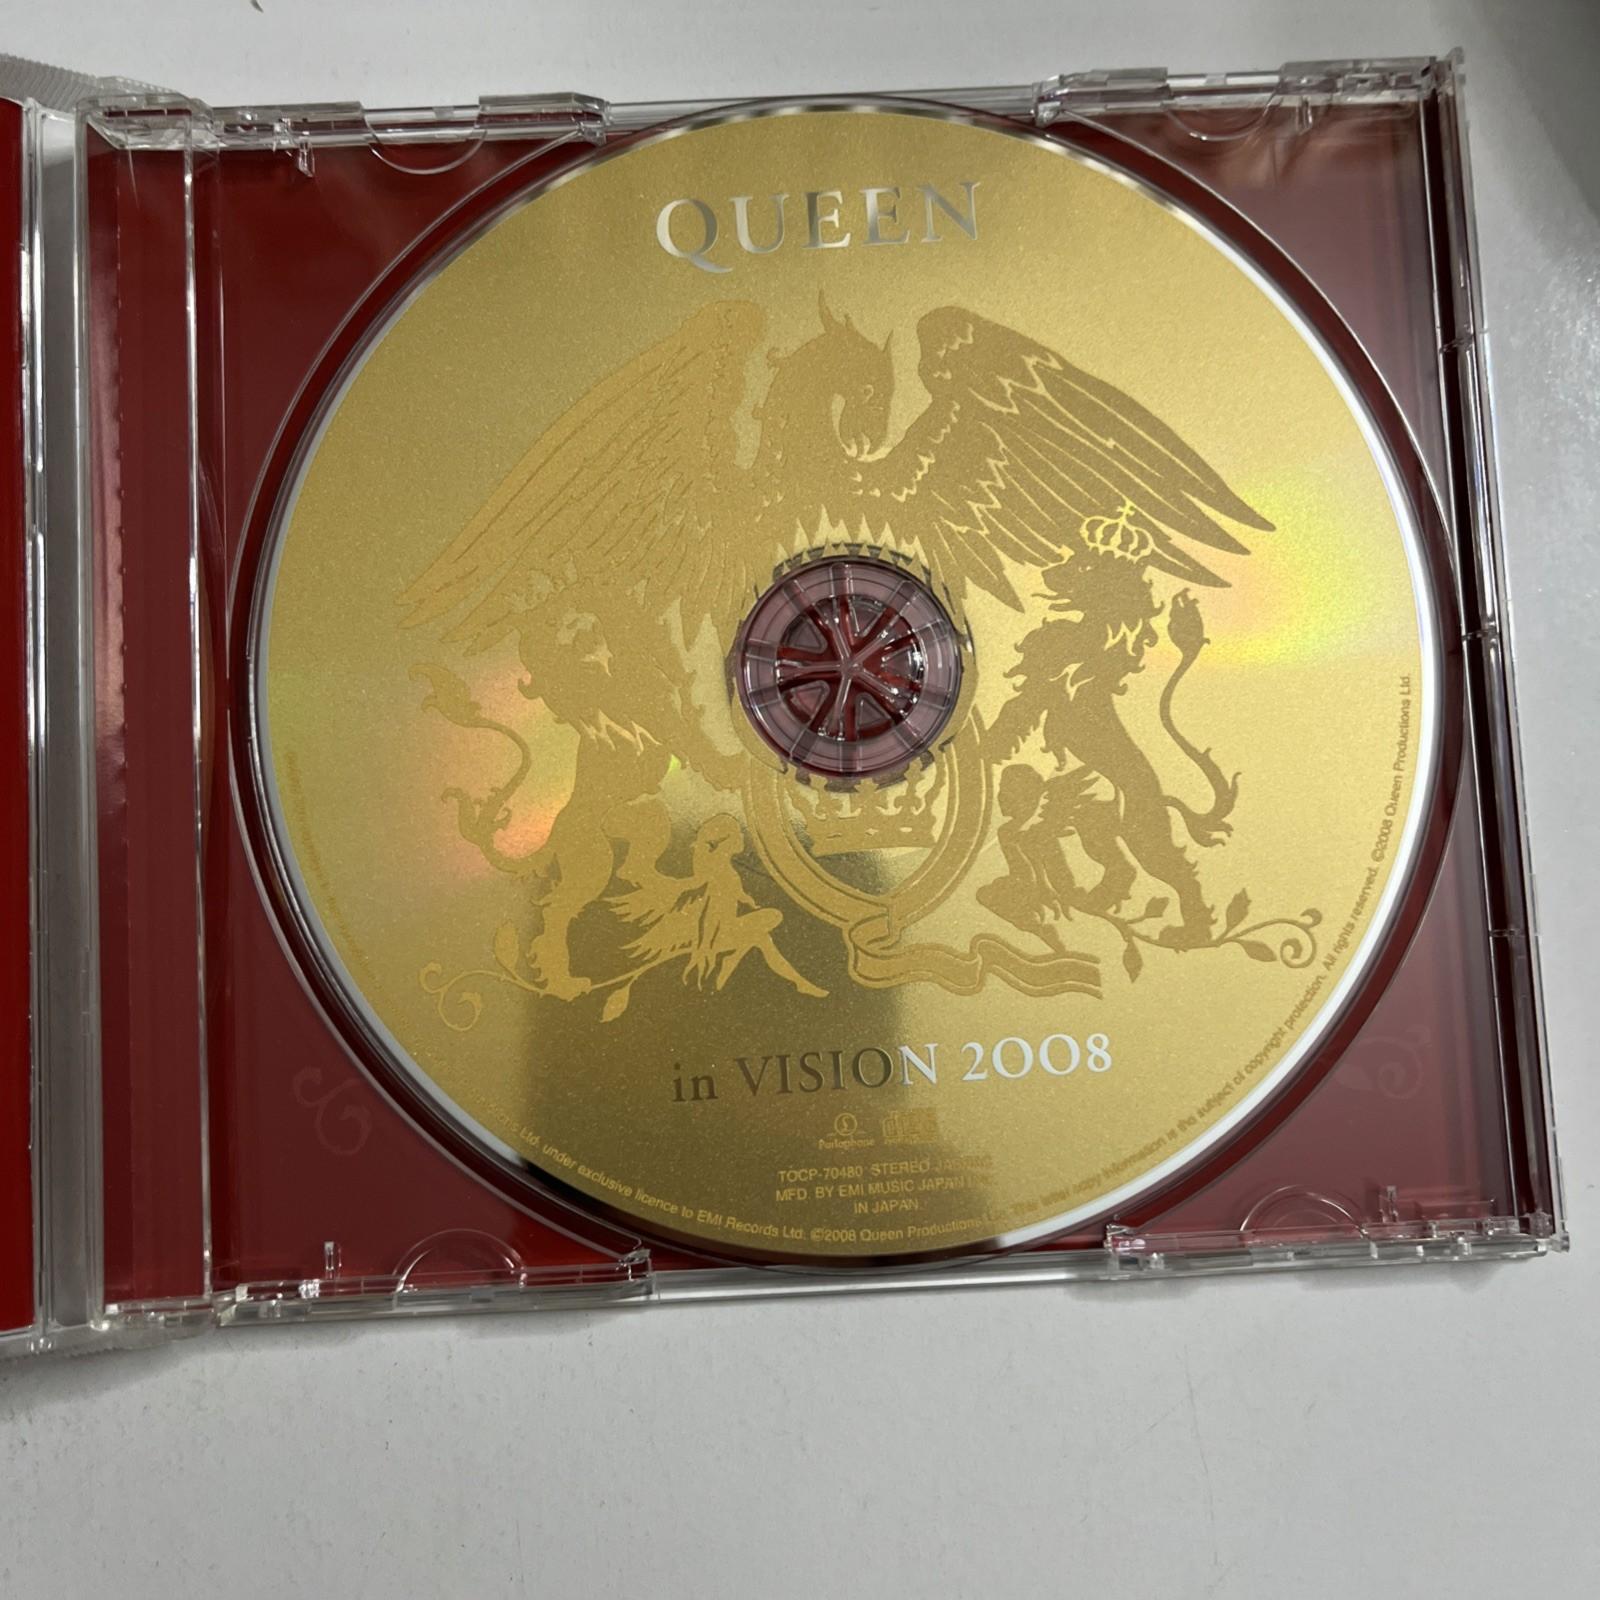 QUEEN
in VISION 2008
Parlophone
TOCP-70480 STEREO
MFD. BY EMI MUSIC JAPAN
IN JAPAN.
Ltd. under exclusive licence to EMI Records Ltd. ©2008 Queen Productions
information is the subject of copyright protection. All rights reserved. ©2008 Queen Productions Ltd.